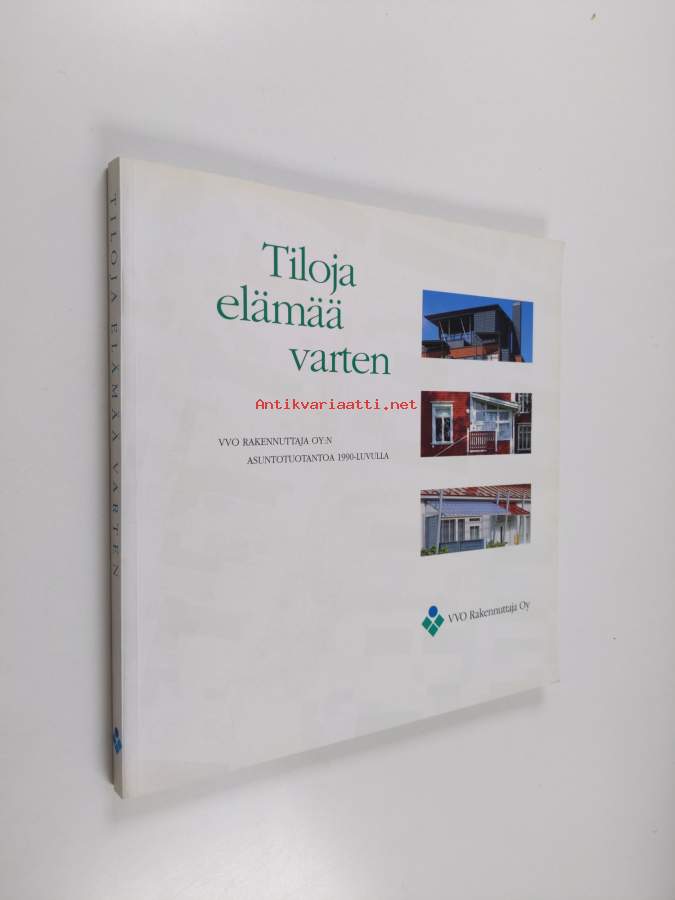 TILOJA ELÄMÄÄ VARTEN
Tiloja
elämää
varten
Antikvariaatti.net
VVO RAKENNUTTAJA OY:N
ASUNTOTUOTANTOA 1990-LUVULLA
VVO Rakennuttaja Oy